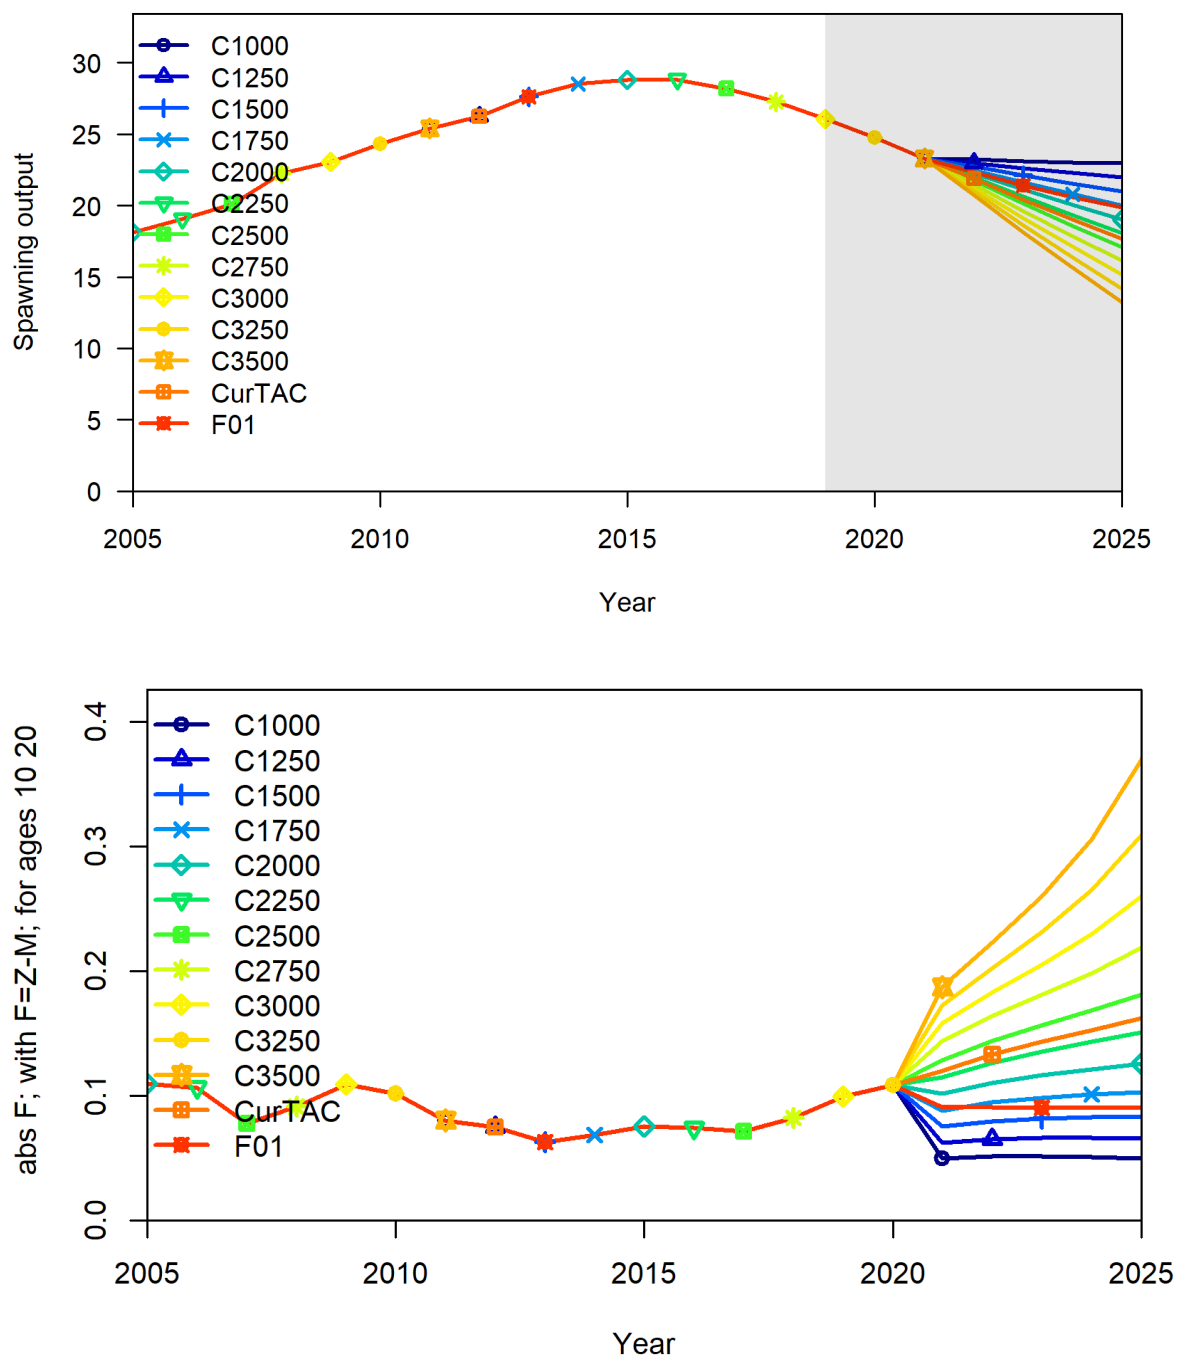 30
25
20
15
10
5
0
Spawning output
C1000
C1250
C1500
C1750
C2000
C2250
C2500
C2750
C3000
C3250
C3500
CurTAC
F01
2005 2010 2015 2020 2025
Year
0.4
0.3
0.2
0.1
0.0
abs F; with F=Z-M; for ages 10 20
C1000
C1250
C1500
C1750
C2000
C2250
C2500
C2750
C3000
C3250
C3500
CurTAC
F01
2005 2010 2015 2020 2025
Year